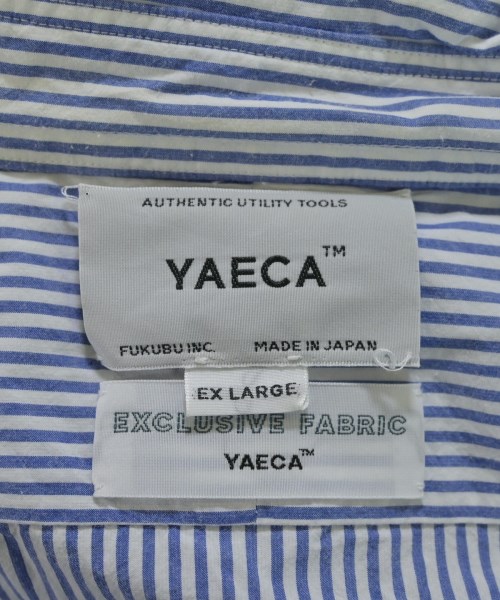 AUTHENTIC UTILITY TOOLS
YAECA™
FUKUBU INC. MADE IN JAPAN
EX LARGE
EXCLUSIVE FABRIC
YAECA™